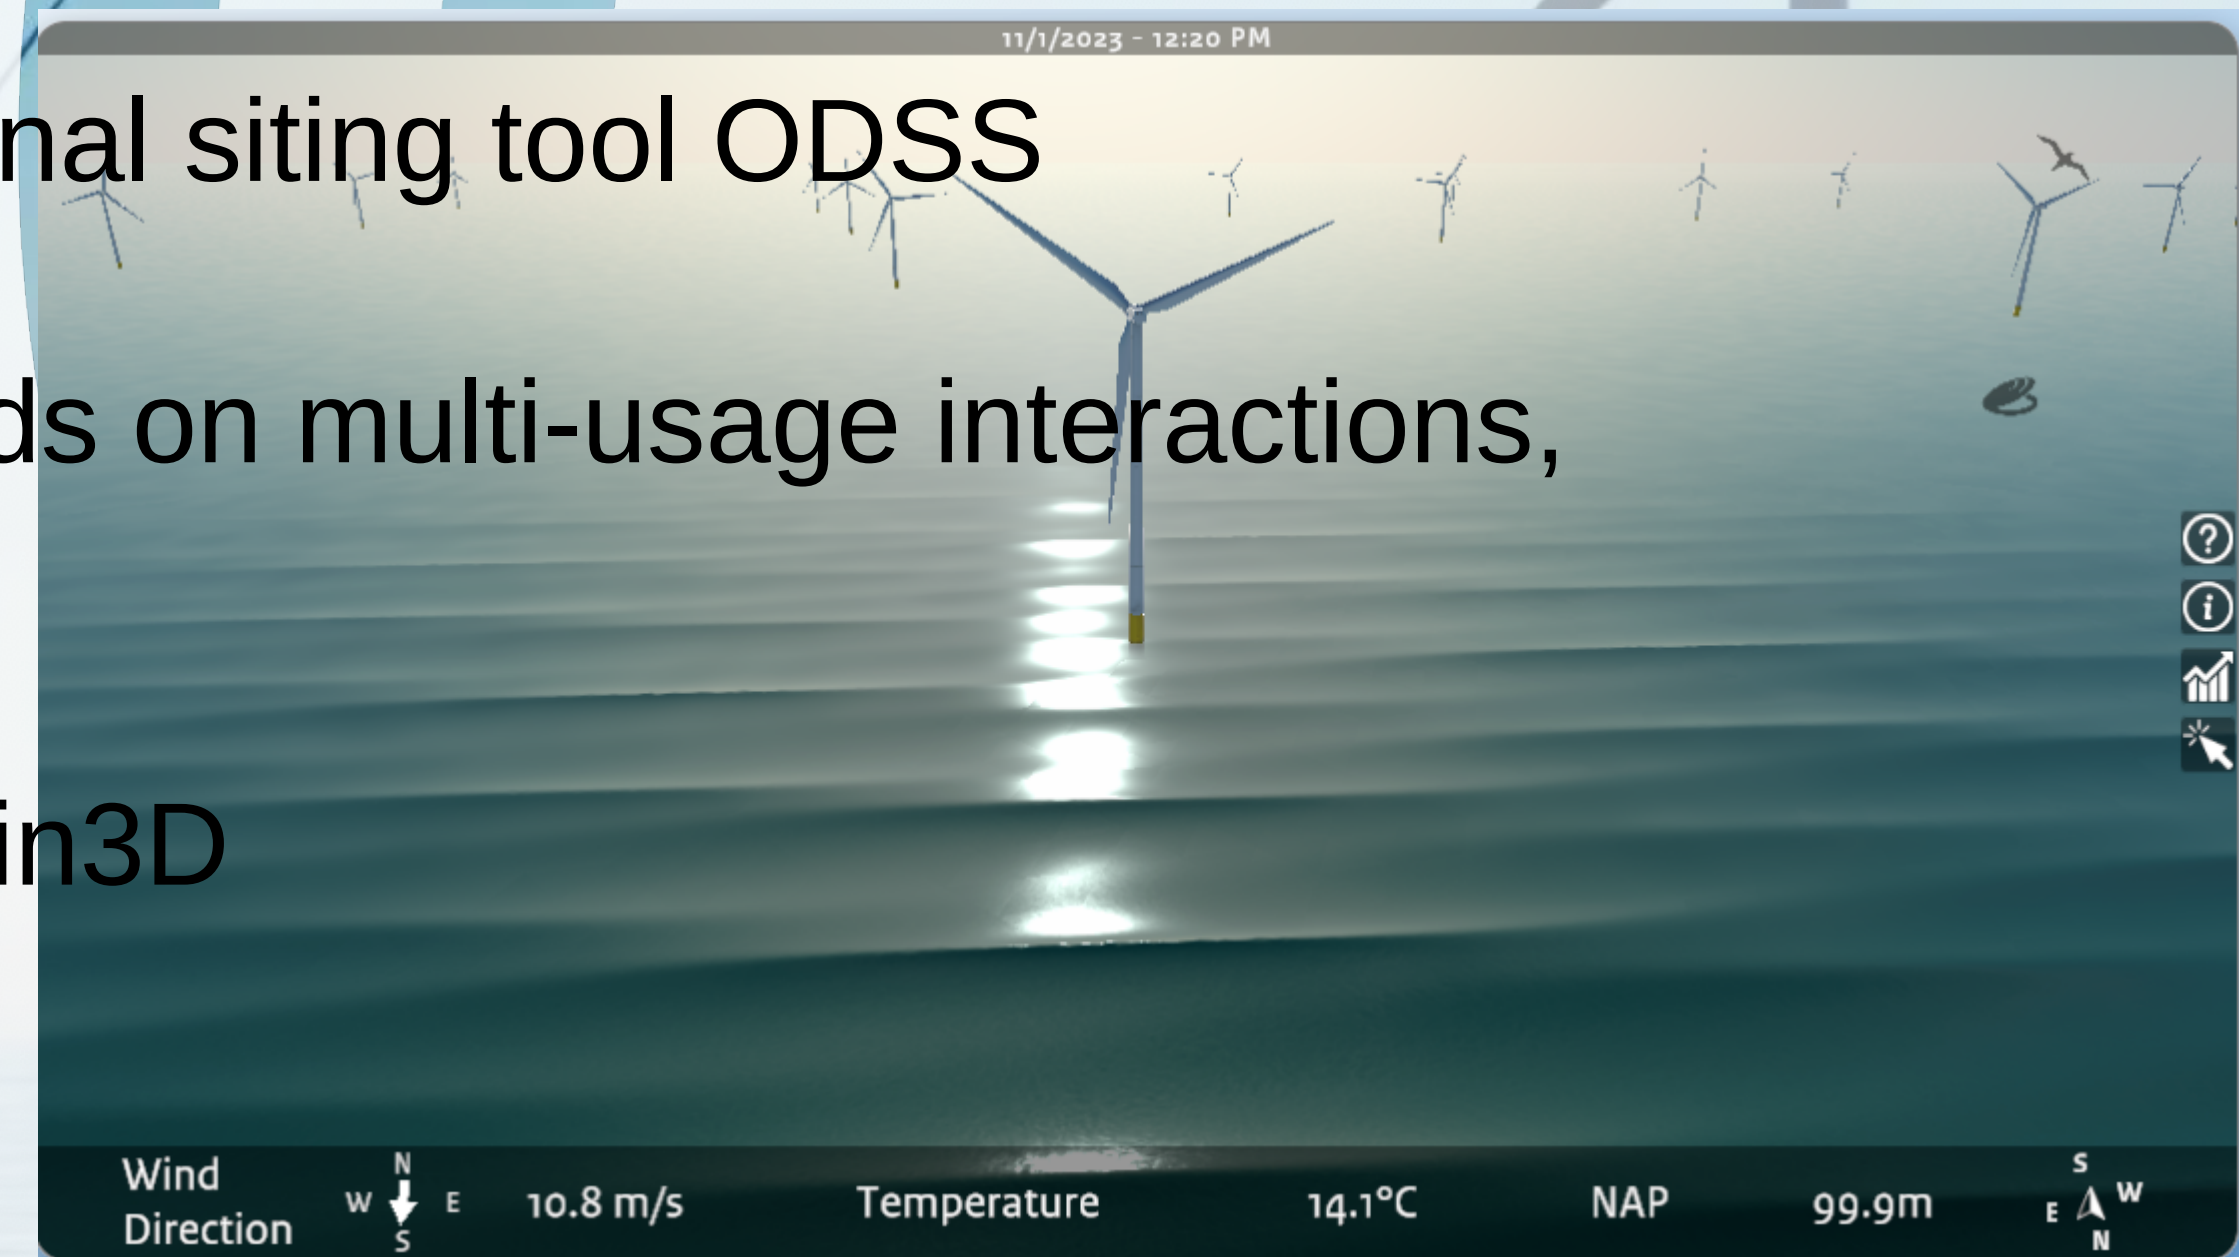 11/1/2023 - 12:20 PM
nal siting tool ODSS
ds on multi-usage interactions,
in3D
Wind Direction
N
W E
S
10.8 m/s
Temperature
14.1°C
NAP
99.9m
S
E W
N